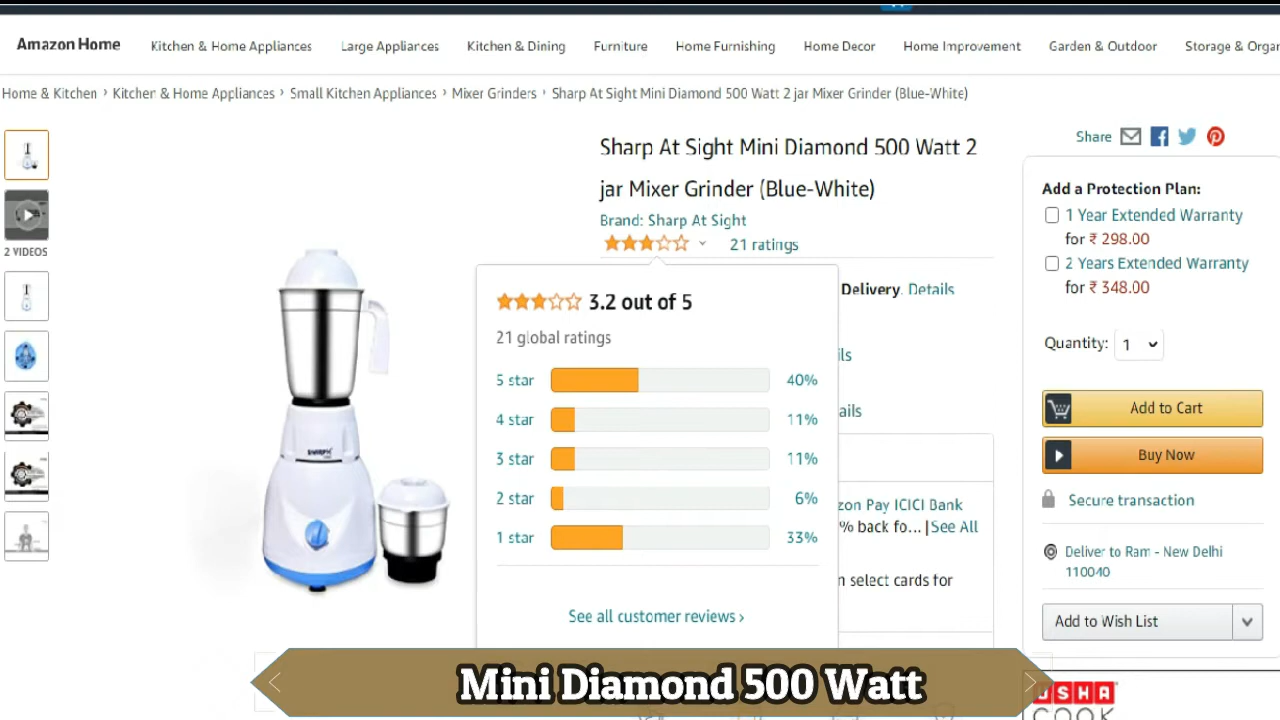 Amazon Home Kitchen & Home Appliances Large Appliances Kitchen & Dining Furniture Home Furnishing Home Decor Home Improvement Garden & Outdoor Storage & Organ
Home & Kitchen › Kitchen & Home Appliances › Small Kitchen Appliances › Mixer Grinders › Sharp At Sight Mini Diamond 500 Watt 2 jar Mixer Grinder (Blue-White)
2 VIDEOS
Sharp At Sight Mini Diamond 500 Watt 2
jar Mixer Grinder (Blue-White)
Brand: Sharp At Sight
21 ratings
Delivery. Details
3.2 out of 5
21 global ratings
5 star 40%
4 star 11%
3 star 11%
2 star 6%
1 star 33%
See all customer reviews ›
ils
ails
zon Pay ICICI Bank
% back fo... | See All
n select cards for
Share
Add a Protection Plan:
1 Year Extended Warranty
for ₹ 298.00
2 Years Extended Warranty
for ₹ 348.00
Quantity: 1
Add to Cart
Buy Now
Secure transaction
Deliver to Ram - New Delhi
110040
Add to Wish List
USHA
COOK
Mini Diamond 500 Watt